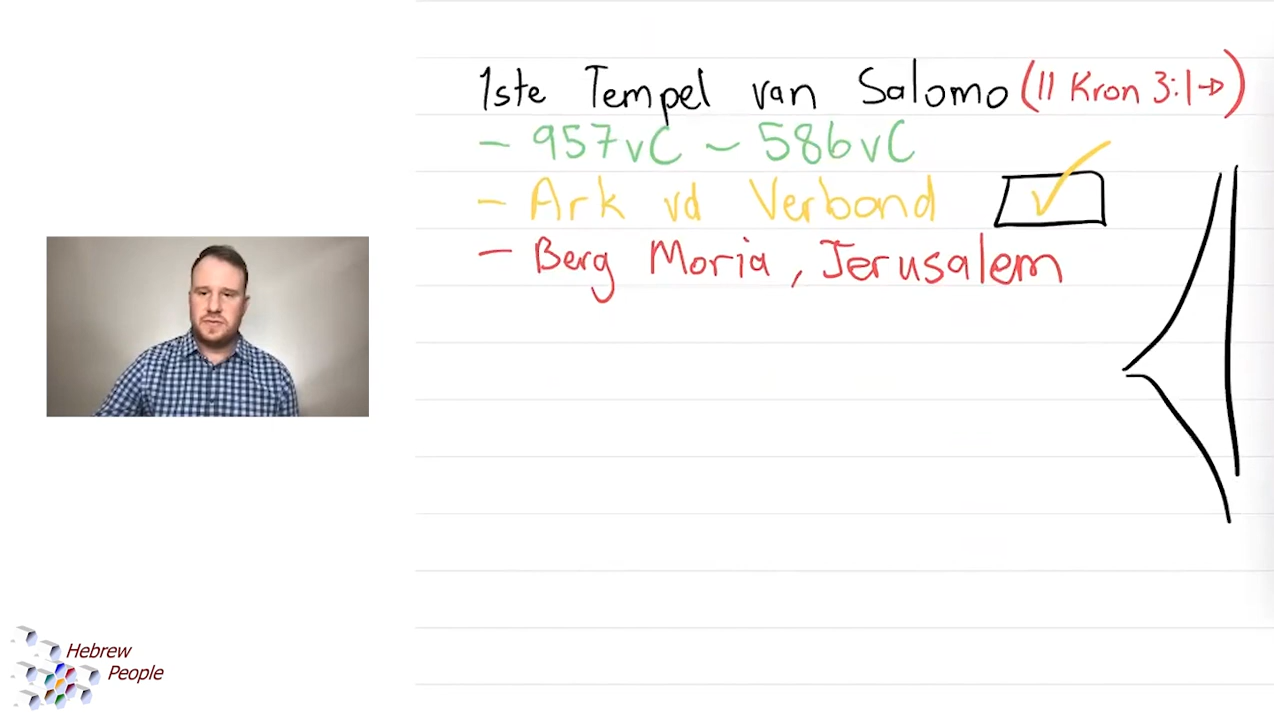 1ste Tempel van Salomo (II Kron 3:1→)
- 957vC - 586vC
- Ark vd Verbond ✓
- Berg Moria, Jerusalem
Hebrew
People